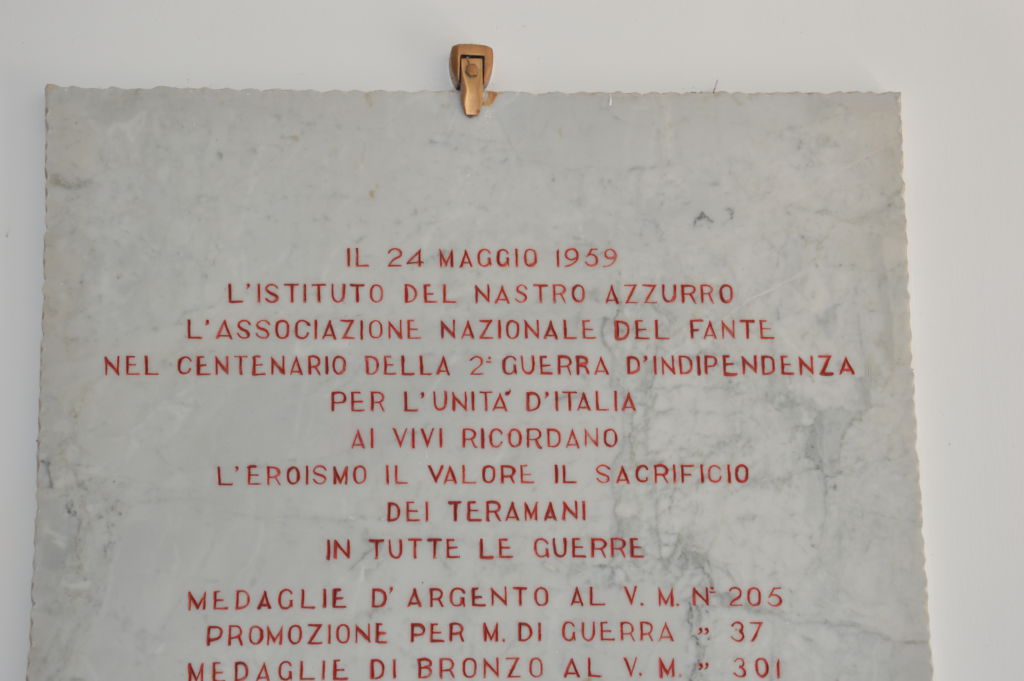 IL 24 MAGGIO 1959
L'ISTITUTO DEL NASTRO AZZURRO
L'ASSOCIAZIONE NAZIONALE DEL FANTE
NEL CENTENARIO DELLA 2ª GUERRA D'INDIPENDENZA
PER L'UNITÁ D'ITALIA
AI VIVI RICORDANO
L'EROISMO IL VALORE IL SACRIFICIO
DEI TERAMANI
IN TUTTE LE GUERRE
MEDAGLIE D'ARGENTO AL V. M. Nº 205
PROMOZIONE PER M. DI GUERRA " 37
MEDAGLIE DI BRONZO AL V. M. " 301